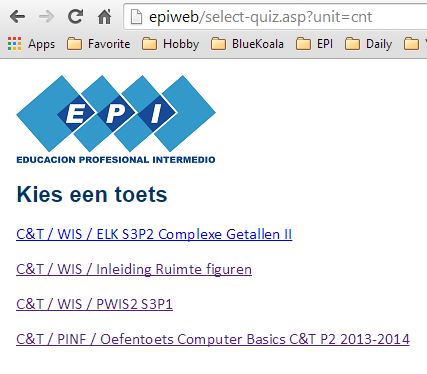 epiweb/select-quiz.asp?unit=cnt
Apps Favorite Hobby BlueKoala EPI Daily
EPI
EDUCACION PROFESIONAL INTERMEDIO
Kies een toets
C&T / WIS / ELK S3P2 Complexe Getallen II
C&T / WIS / Inleiding Ruimte figuren
C&T / WIS / PWIS2 S3P1
C&T / PINF / Oefentoets Computer Basics C&T P2 2013-2014